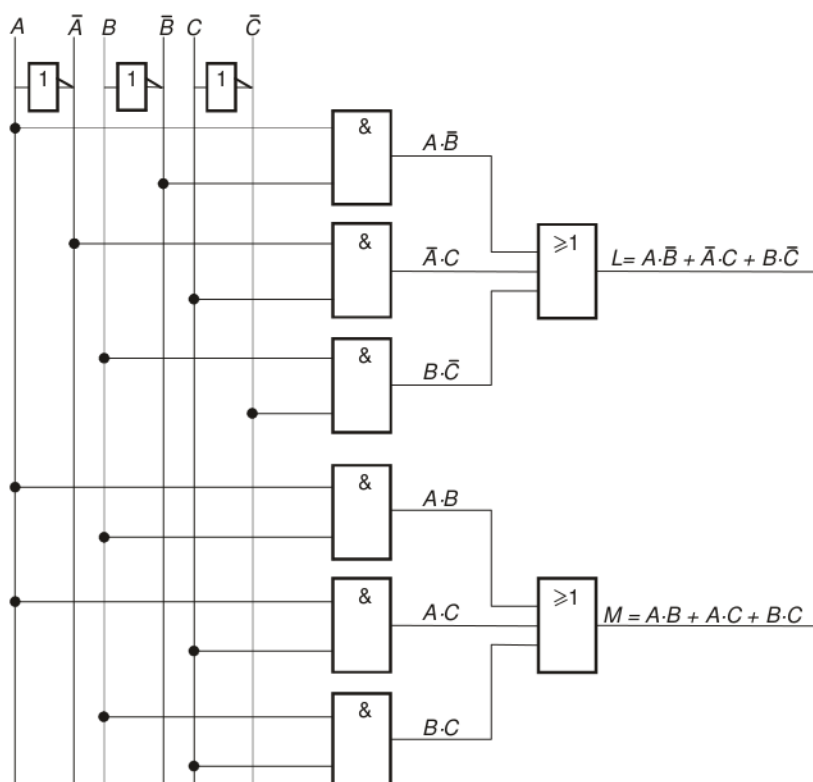 A Ā B B̄ C C̄
1 1 1
&
A·B̄
&
Ā·C
≥1
L= A·B̄ + Ā·C + B·C̄
&
B·C̄
&
A·B
&
A·C
≥1
M = A·B + A·C + B·C
&
B·C